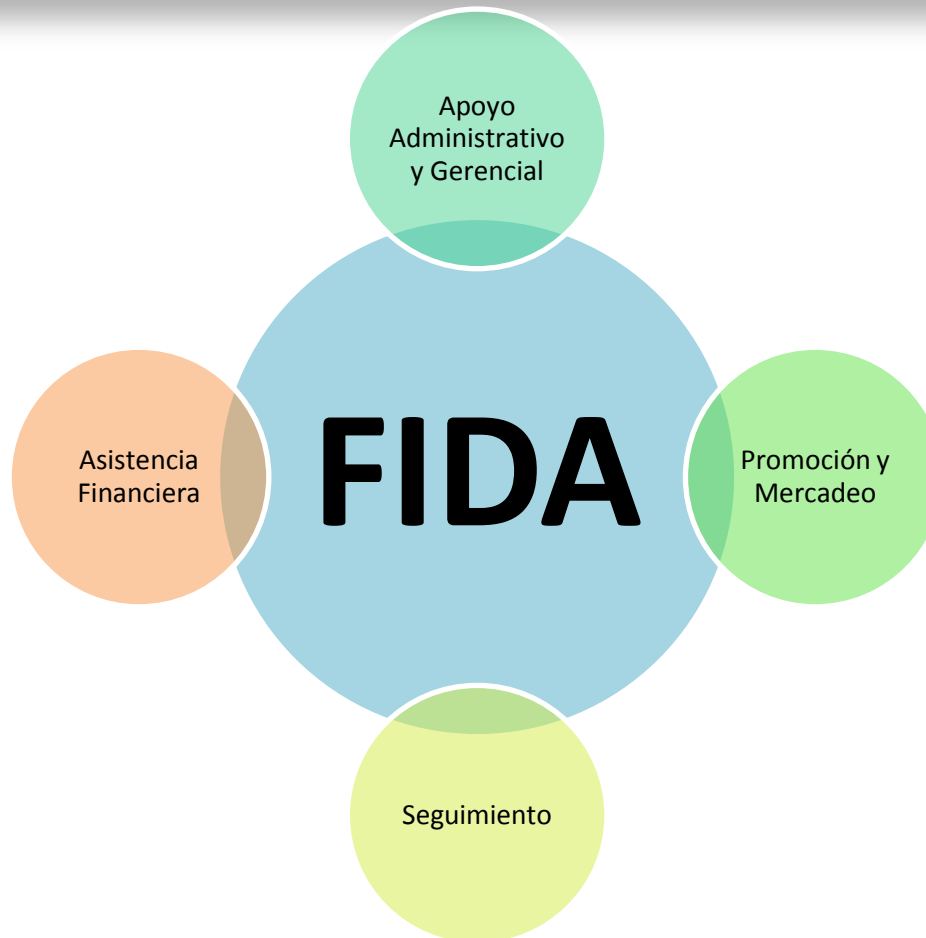 Apoyo
Administrativo
y Gerencial
Asistencia
Financiera
FIDA
Promoción y
Mercadeo
Seguimiento